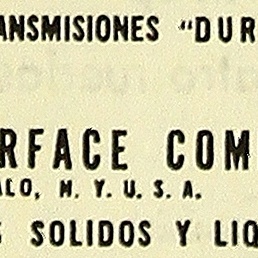 ANSMISIONES "DUR
RFACE COM
ALO, N. Y. U. S. A.
S SOLIDOS Y LIQ